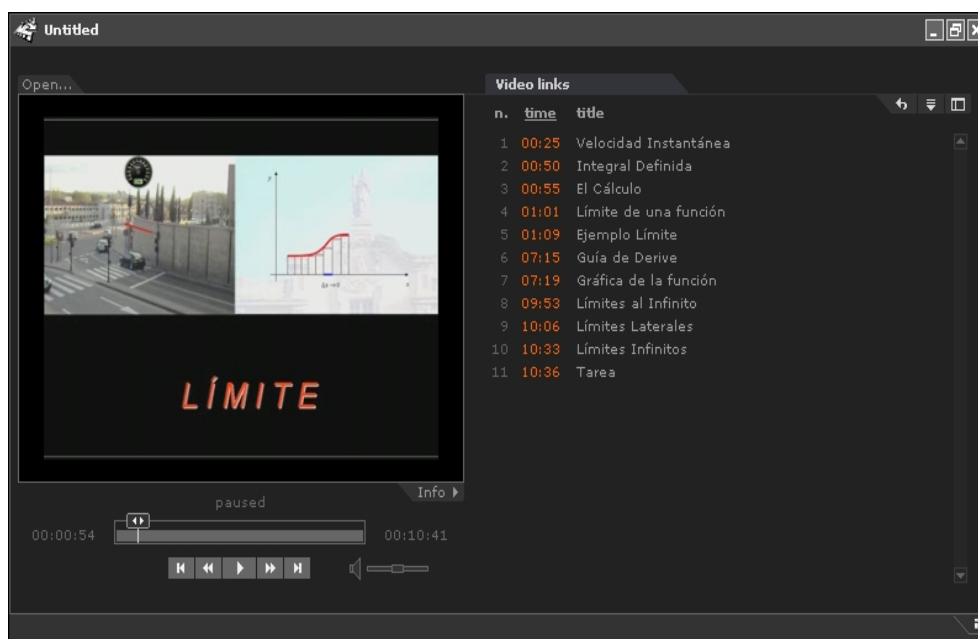 Untitled
Open...
Video links
n. time title
1 00:25 Velocidad Instantánea
2 00:50 Integral Definida
3 00:55 El Cálculo
4 01:01 Límite de una función
5 01:09 Ejemplo Límite
6 07:15 Guía de Derive
7 07:19 Gráfica de la función
8 09:53 Límites al Infinito
9 10:06 Límites Laterales
10 10:33 Límites Infinitos
11 10:36 Tarea
y
Δx→0
x
LÍMITE
Info
paused
00:00:54
00:10:41